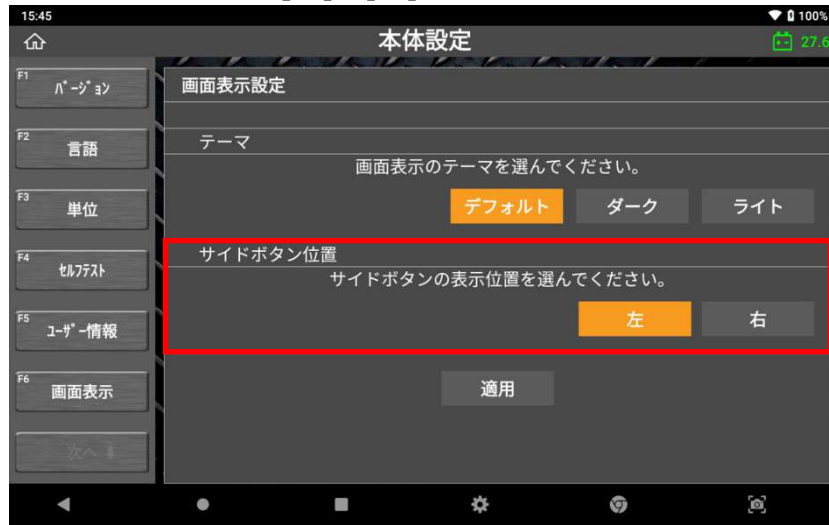 15:45
100%
本体設定
27.6
F1
ﾊﾞｰｼﾞｮﾝ
F2
言語
F3
単位
F4
ｾﾙﾌﾃｽﾄ
F5
ﾕｰｻﾞｰ情報
F6
画面表示
次へ⬇
画面表示設定
テーマ
画面表示のテーマを選んでください。
デフォルト ダーク ライト
サイドボタン位置
サイドボタンの表示位置を選んでください。
左 右
適用